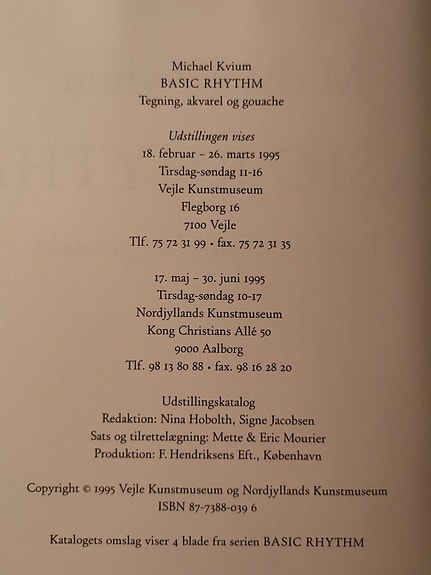 Michael Kvium
BASIC RHYTHM
Tegning, akvarel og gouache
Udstillingen vises
18. februar – 26. marts 1995
Tirsdag-søndag 11-16
Vejle Kunstmuseum
Flegborg 16
7100 Vejle
Tlf. 75 72 31 99 • fax. 75 72 31 35
17. maj – 30. juni 1995
Tirsdag-søndag 10-17
Nordjyllands Kunstmuseum
Kong Christians Allé 50
9000 Aalborg
Tlf. 98 13 80 88 • fax. 98 16 28 20
Udstillingskatalog
Redaktion: Nina Hobolth, Signe Jacobsen
Sats og tilrettelægning: Mette & Eric Mourier
Produktion: F. Hendriksens Eft., København
Copyright © 1995 Vejle Kunstmuseum og Nordjyllands Kunstmuseum
ISBN 87-7388-039 6
Katalogets omslag viser 4 blade fra serien BASIC RHYTHM